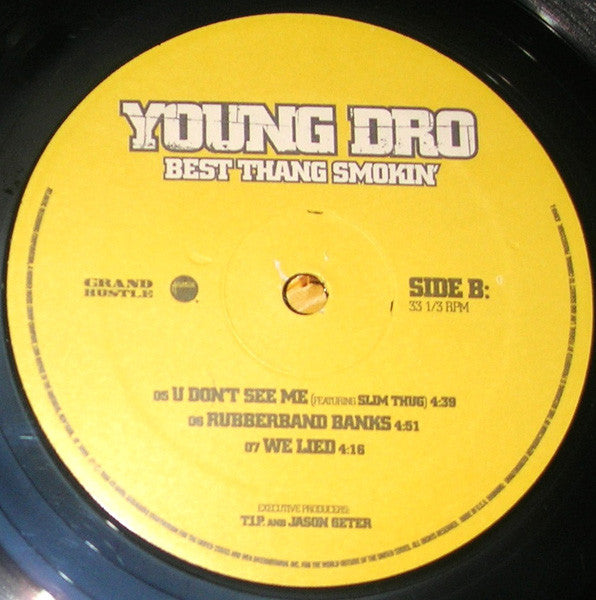 YOUNG DRO
BEST THANG SMOKIN'
GRAND
HUSTLE
SIDE B:
33 1/3 RPM
05 U DON'T SEE ME (FEATURING SLIM THUG) 4:39
06 RUBBERBAND BANKS 4:51
07 WE LIED 4:16
EXECUTIVE PRODUCERS:
T.I.P. AND JASON GETER